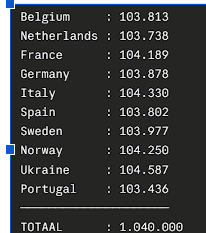 Belgium : 103.813
Netherlands : 103.738
France : 104.189
Germany : 103.878
Italy : 104.330
Spain : 103.802
Sweden : 103.977
Norway : 104.250
Ukraine : 104.587
Portugal : 103.436
TOTAAL : 1.040.000